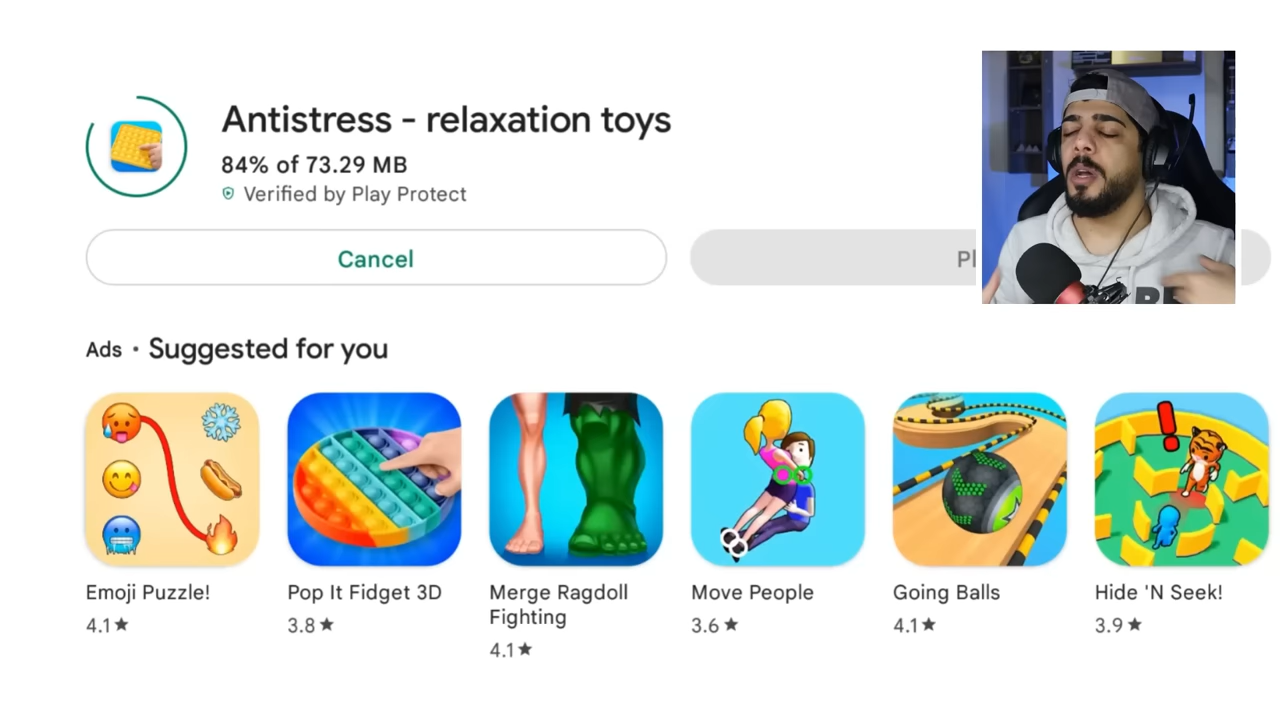 Antistress - relaxation toys
84% of 73.29 MB
Verified by Play Protect
Cancel
Ads • Suggested for you
Emoji Puzzle!
4.1★
Pop It Fidget 3D
3.8★
Merge Ragdoll
Fighting
4.1★
Move People
3.6★
Going Balls
4.1★
Hide 'N Seek!
3.9★